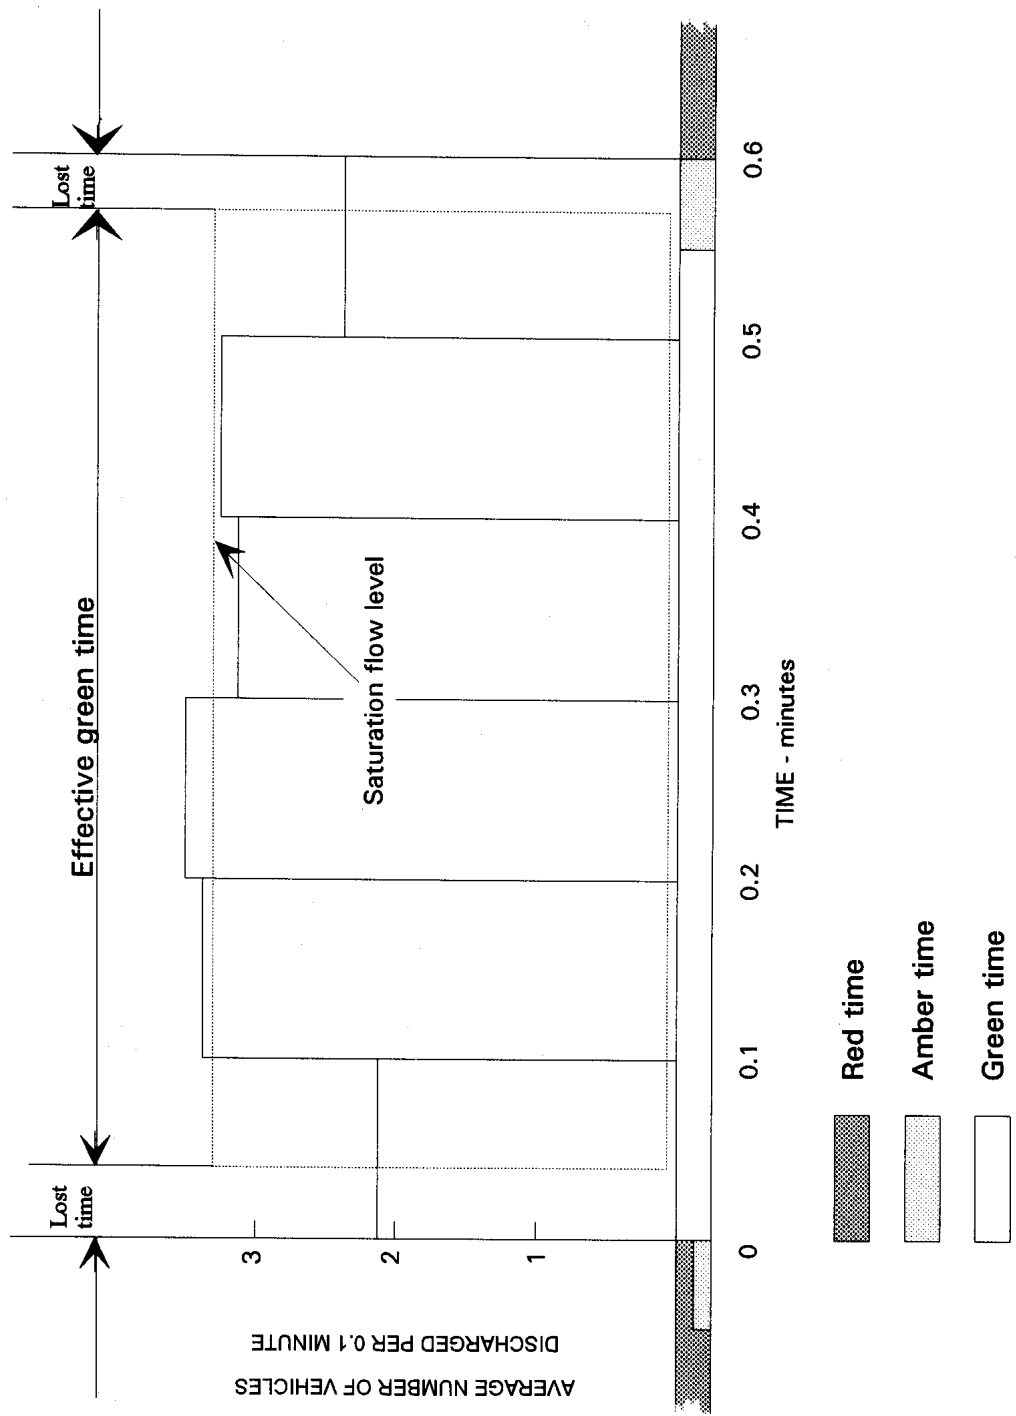 Lost
time
Effective green time
Lost
time
Saturation flow level
AVERAGE NUMBER OF VEHICLES
DISCHARGED PER 0.1 MINUTE
3
2
1
0
0.1
0.2
0.3
0.4
0.5
0.6
TIME - minutes
Red time
Amber time
Green time